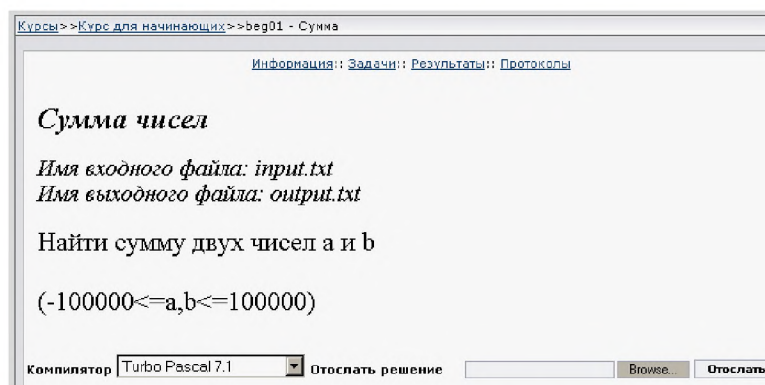 Курсы>>Курс для начинающих>>beg01 - Сумма
Информация:: Задачи:: Результаты:: Протоколы
Сумма чисел
Имя входного файла: input.txt
Имя выходного файла: output.txt
Найти сумму двух чисел a и b
(-100000<=a,b<=100000)
Компилятор Turbo Pascal 7.1 Отослать решение Browse... Отослать